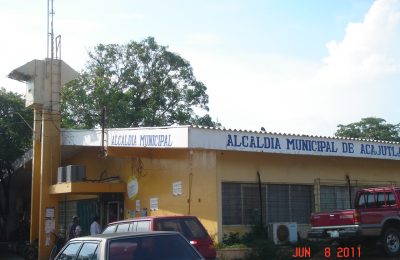 ALCALDIA MUNICIPAL
ALCALDIA MUNICIPAL DE ACAJUTLA
JUN 8 2011